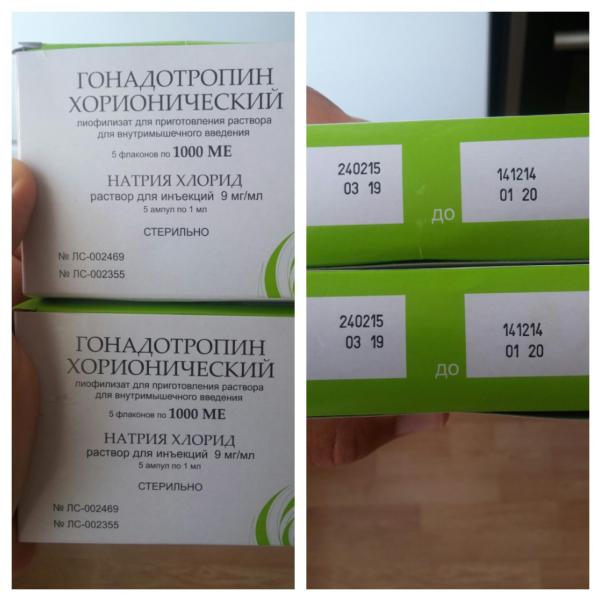 ГОНАДОТРОПИН
ХОРИОНИЧЕСКИЙ
лиофилизат для приготовления раствора
для внутримышечного введения
5 флаконов по 1000 МЕ
НАТРИЯ ХЛОРИД
раствор для инъекций 9 мг/мл
5 ампул по 1 мл
СТЕРИЛЬНО
№ ЛС-002469
№ ЛС-002355
ГОНАДОТРОПИН
ХОРИОНИЧЕСКИЙ
лиофилизат для приготовления раствора
для внутримышечного введения
5 флаконов по 1000 МЕ
НАТРИЯ ХЛОРИД
раствор для инъекций 9 мг/мл
5 ампул по 1 мл
СТЕРИЛЬНО
№ ЛС-002469
№ ЛС-002355
240215
03 19
ДО
141214
01 20
240215
03 19
ДО
141214
01 20